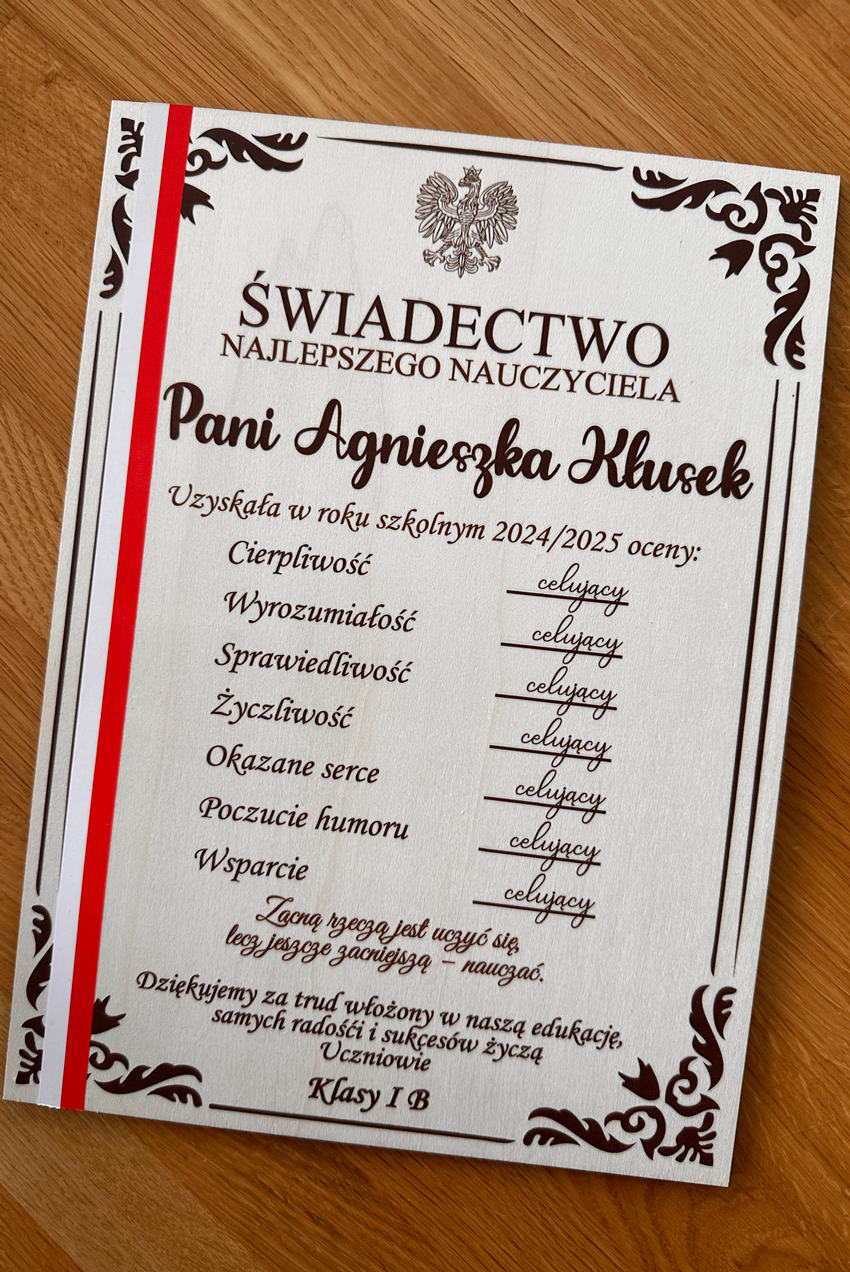 ŚWIADECTWO
NAJLEPSZEGO NAUCZYCIELA
Pani Agnieszka Kłusek
Uzyskała w roku szkolnym 2024/2025 oceny:
Cierpliwość celujący
Wyrozumiałość celujący
Sprawiedliwość celujący
Życzliwość celujący
Okazane serce celujący
Poczucie humoru celujący
Wsparcie celujący
Zacną rzeczą jest uczyć się,
lecz jeszcze zacniejszą – nauczać.
Dziękujemy za trud włożony w naszą edukację,
samych radośći i sukcesów życzą
Uczniowie
Klasy I B